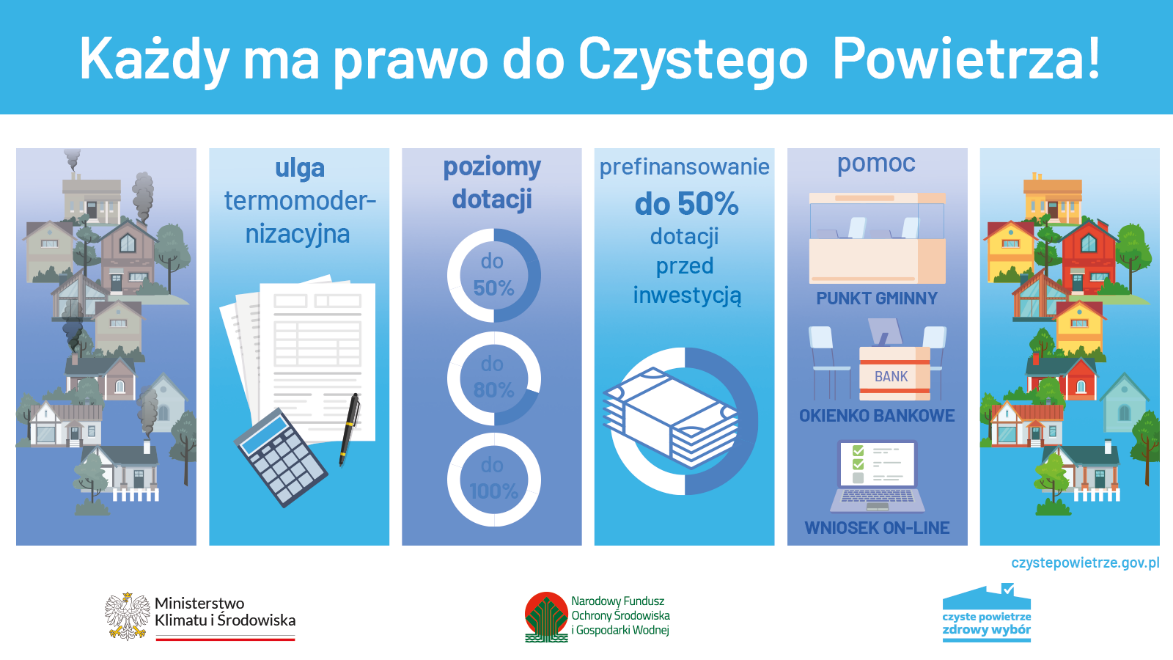 Każdy ma prawo do Czystego Powietrza!
ulga
termomoder-
nizacyjna
poziomy
dotacji
do
50%
do
80%
do
100%
prefinansowanie
do 50%
dotacji
przed
inwestycją
pomoc
PUNKT GMINNY
BANK
OKIENKO BANKOWE
WNIOSEK ON-LINE
czystepowietrze.gov.pl
Ministerstwo
Klimatu i Środowiska
Narodowy Fundusz
Ochrony Środowiska
i Gospodarki Wodnej
czyste powietrze
zdrowy wybór